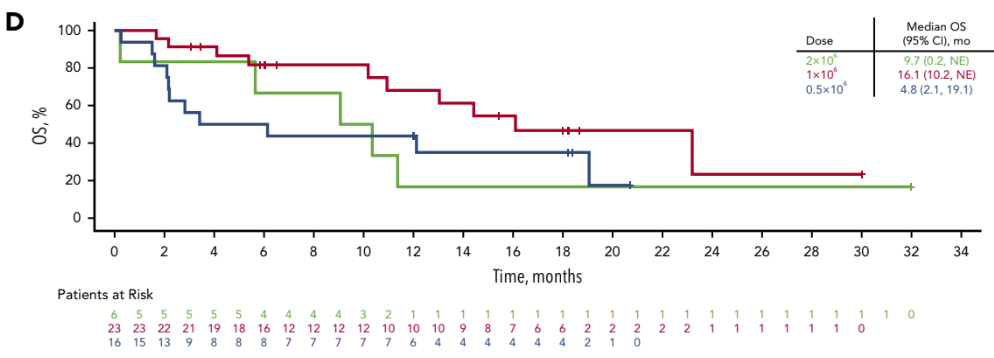 D
Median OS
Dose (95% CI), mo
2×10⁶ 9.7 (0.2, NE)
1×10⁶ 16.1 (10.2, NE)
0.5×10⁶ 4.8 (2.1, 19.1)
OS, %
100
80
60
40
20
0
0 2 4 6 8 10 12 14 16 18 20 22 24 26 28 30 32 34
Time, months
Patients at Risk
6 5 5 5 5 5 4 4 4 4 3 2 1 1 1 1 1 1 1 1 1 1 1 1 1 1 1 1 1 1 1 1 0
23 23 22 21 19 18 16 12 12 12 12 10 10 10 9 8 7 6 6 2 2 2 2 2 1 1 1 1 1 1 0
16 15 13 9 8 8 8 7 7 7 7 7 6 4 4 4 4 4 4 2 1 0